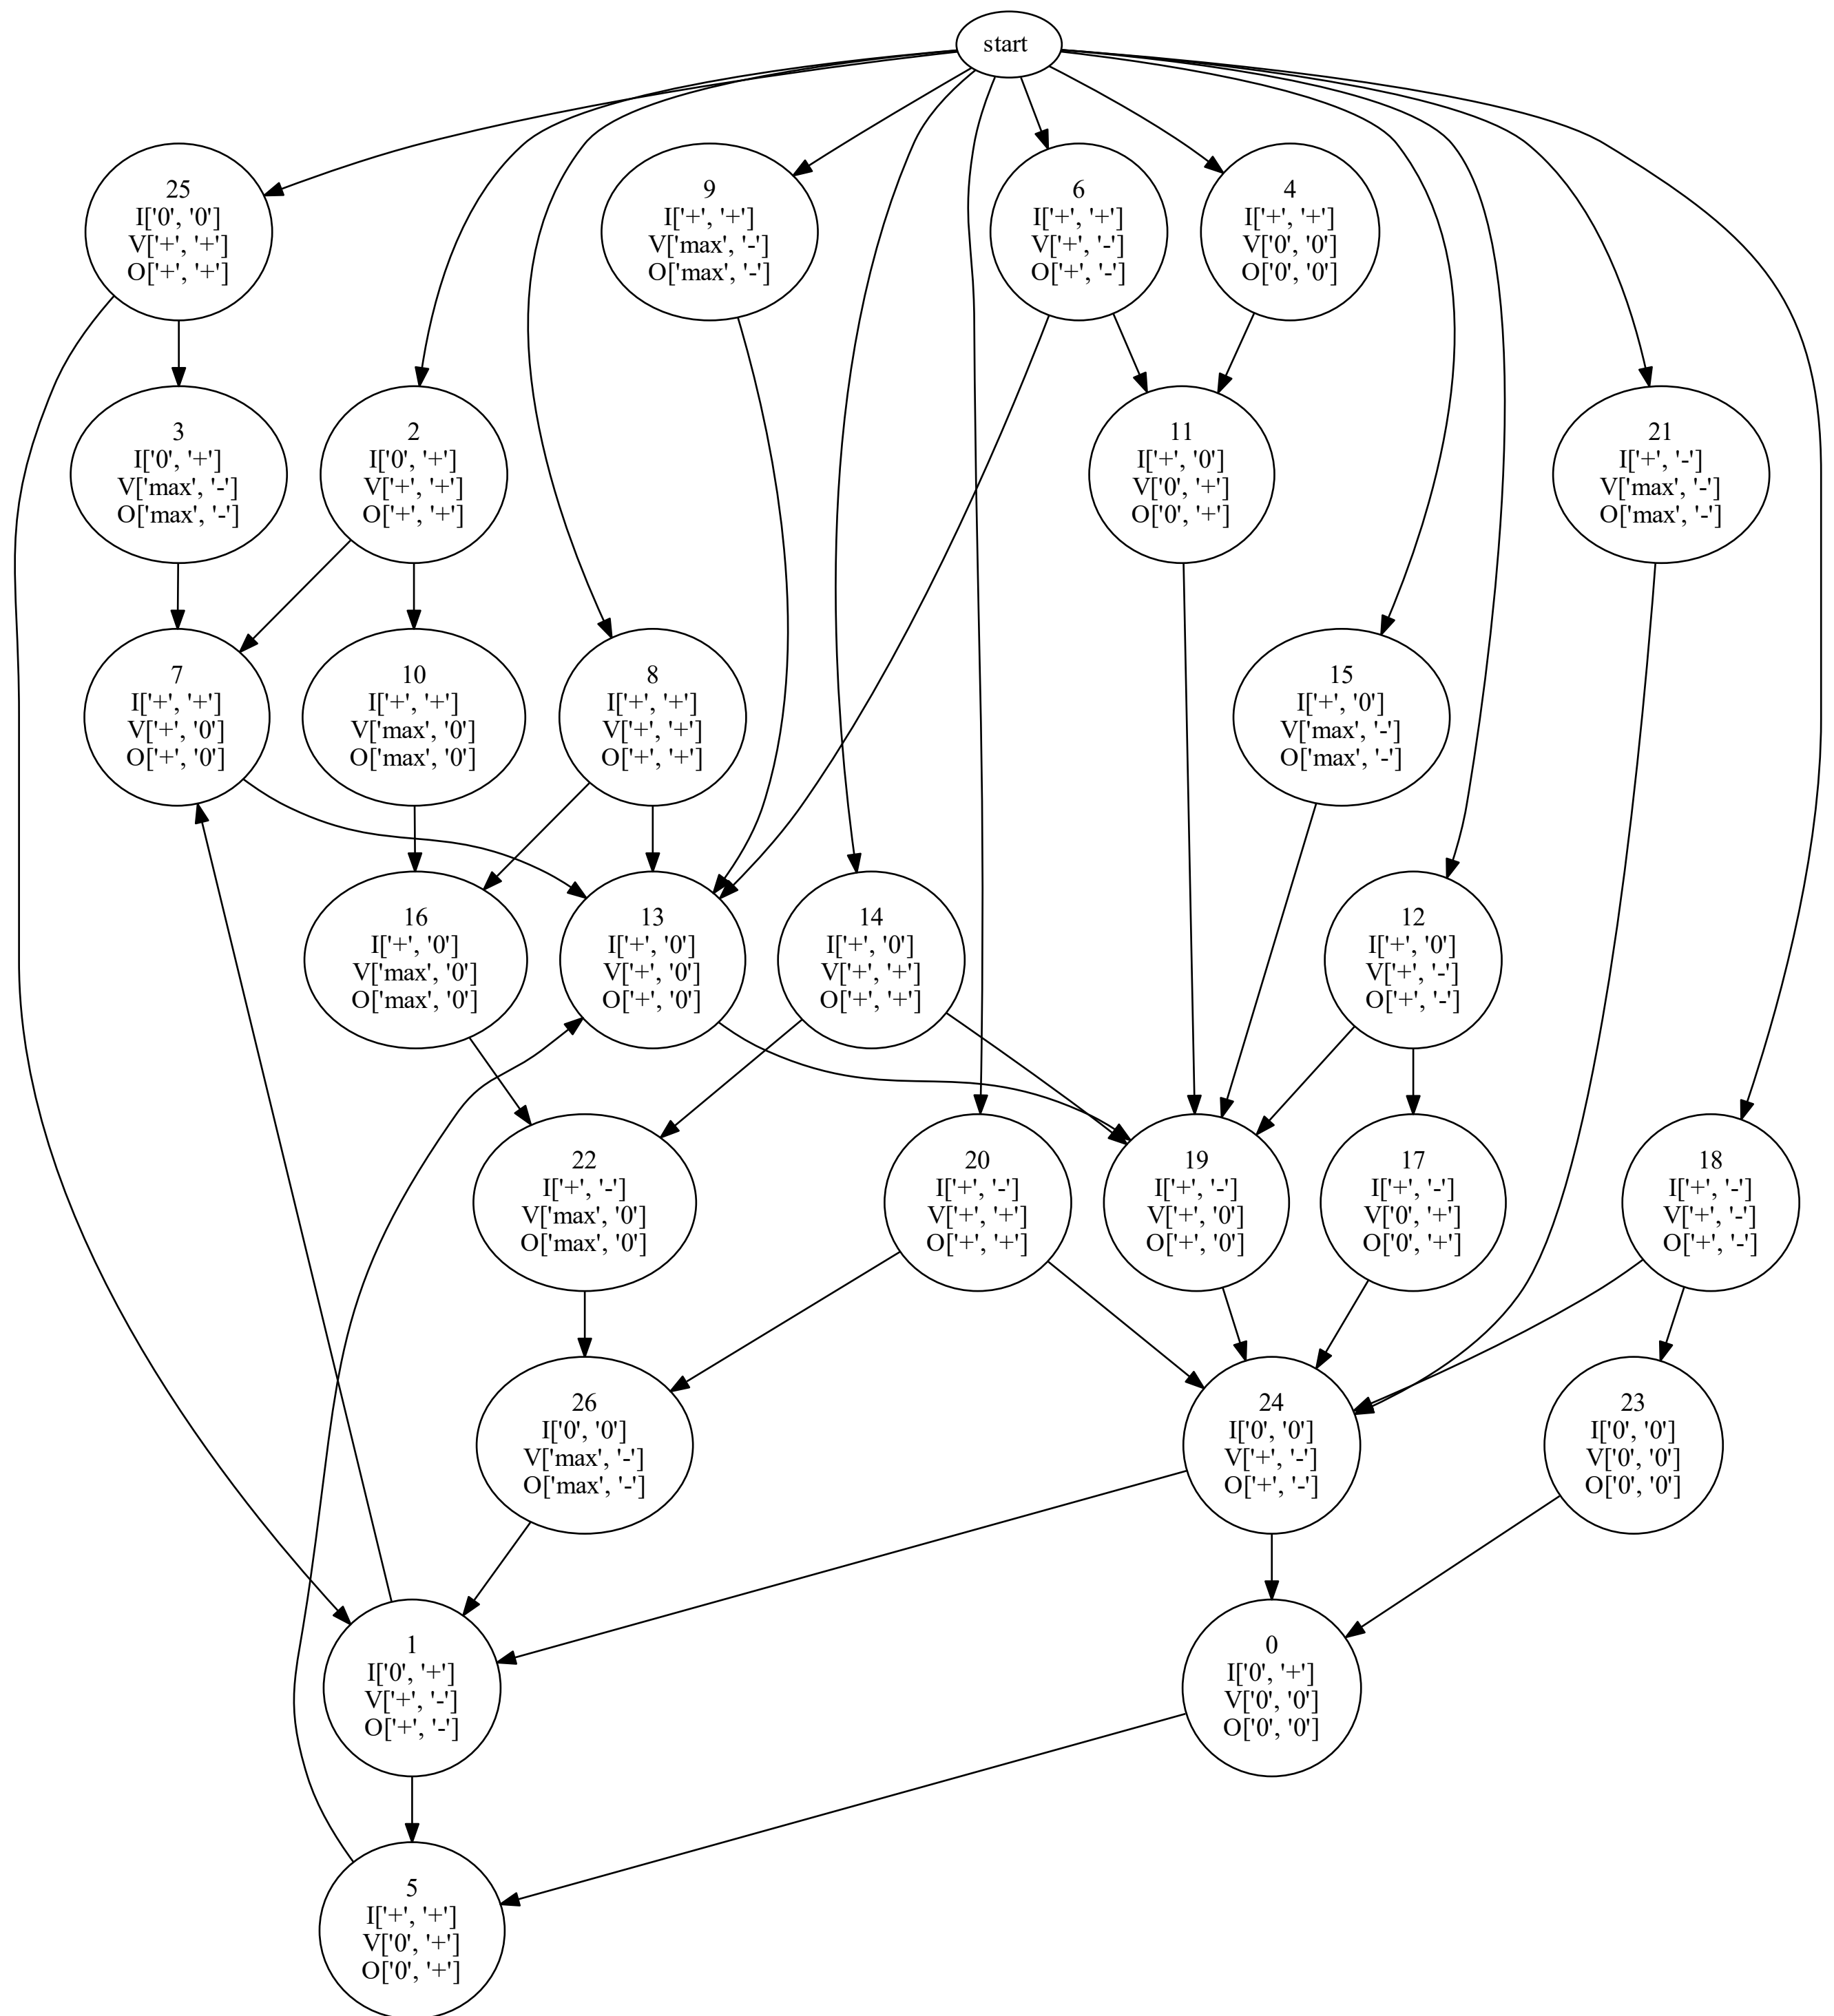 start
25
I['0', '0']
V['+', '+']
O['+', '+']
9
I['+', '+']
V['max', '-']
O['max', '-']
6
I['+', '+']
V['+', '-']
O['+', '-']
4
I['+', '+']
V['0', '0']
O['0', '0']
3
I['0', '+']
V['max', '-']
O['max', '-']
2
I['0', '+']
V['+', '+']
O['+', '+']
11
I['+', '0']
V['0', '+']
O['0', '+']
21
I['+', '-']
V['max', '-']
O['max', '-']
7
I['+', '+']
V['+', '0']
O['+', '0']
10
I['+', '+']
V['max', '0']
O['max', '0']
8
I['+', '+']
V['+', '+']
O['+', '+']
15
I['+', '0']
V['max', '-']
O['max', '-']
16
I['+', '0']
V['max', '0']
O['max', '0']
13
I['+', '0']
V['+', '0']
O['+', '0']
14
I['+', '0']
V['+', '+']
O['+', '+']
12
I['+', '0']
V['+', '-']
O['+', '-']
22
I['+', '-']
V['max', '0']
O['max', '0']
20
I['+', '-']
V['+', '+']
O['+', '+']
19
I['+', '-']
V['+', '0']
O['+', '0']
17
I['+', '-']
V['0', '+']
O['0', '+']
18
I['+', '-']
V['+', '-']
O['+', '-']
26
I['0', '0']
V['max', '-']
O['max', '-']
24
I['0', '0']
V['+', '-']
O['+', '-']
23
I['0', '0']
V['0', '0']
O['0', '0']
1
I['0', '+']
V['+', '-']
O['+', '-']
0
I['0', '+']
V['0', '0']
O['0', '0']
5
I['+', '+']
V['0', '+']
O['0', '+']